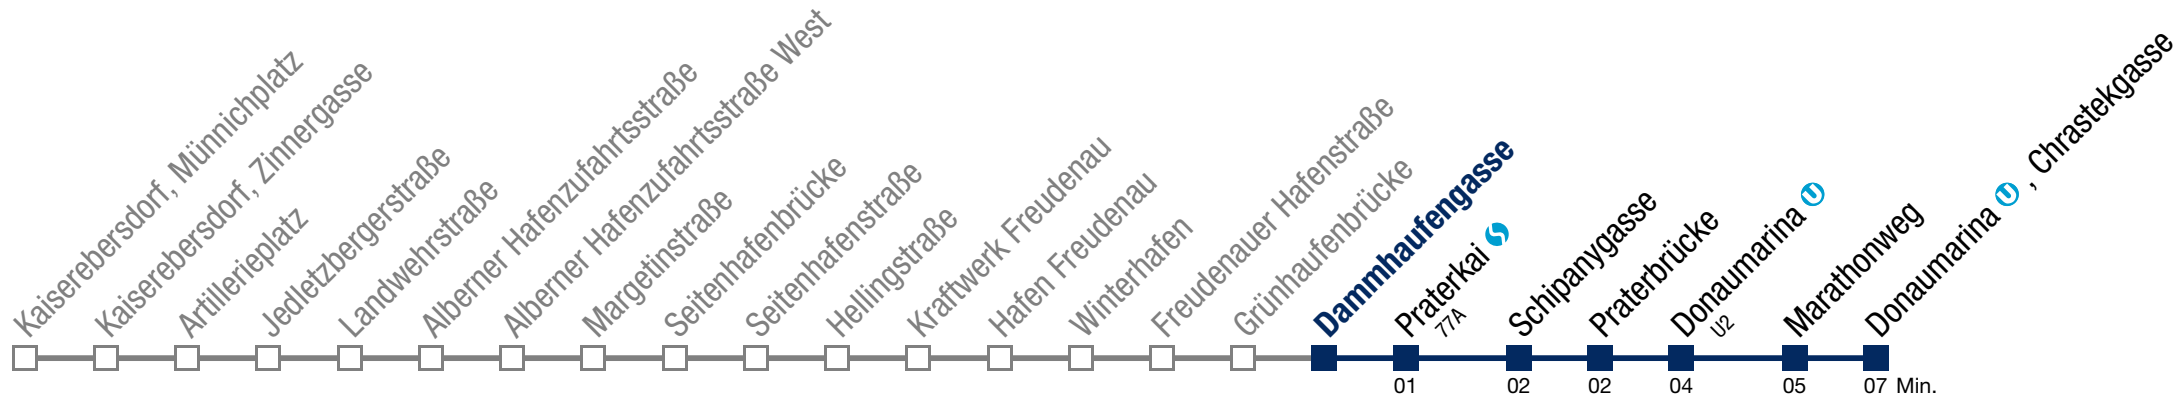 Kaiserebersdorf, Münnichplatz
Kaiserebersdorf, Zinnergasse
Artillerieplatz
Jedletzbergerstraße
Landwehrstraße
Alberner Hafenzufahrtsstraße
Alberner Hafenzufahrtsstraße West
Margetinstraße
Seitenhafenbrücke
Seitenhafenstraße
Hellingstraße
Kraftwerk Freudenau
Hafen Freudenau
Winterhafen
Freudenauer Hafenstraße
Grünhaufenbrücke
Dammhaufengasse
Praterkai
77A
Schipanygasse
Praterbrücke
Donaumarina U
U2
Marathonweg
Donaumarina U, Chrastekgasse
01 02 02 04 05 07 Min.